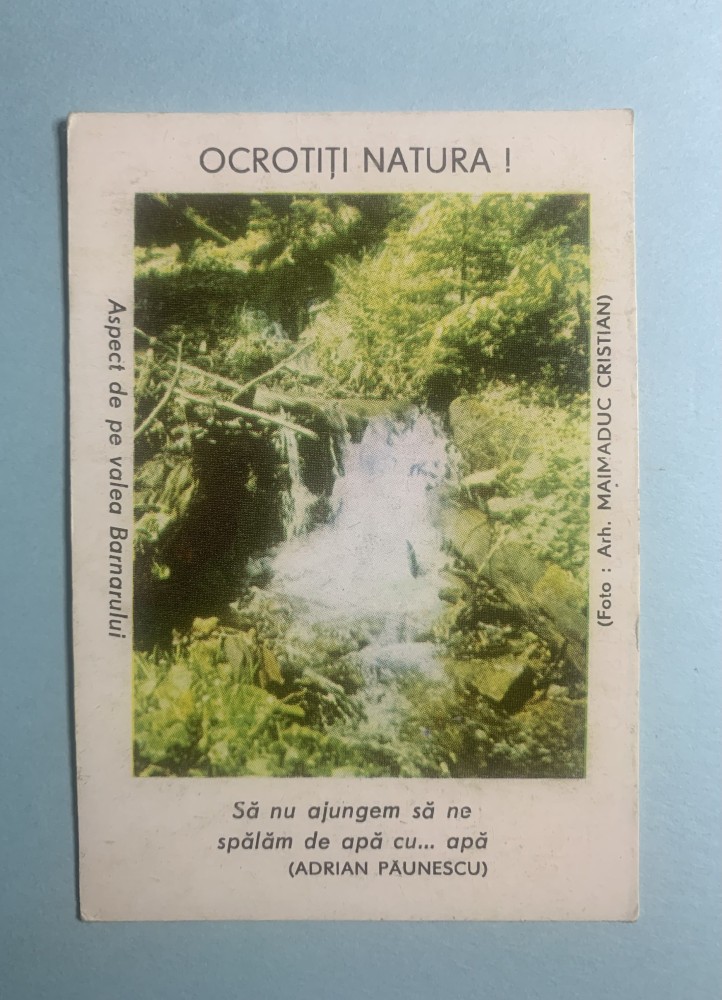 OCROTIȚI NATURA !
Aspect de pe valea Barnarului
(Foto : Arh. MAIMADUC CRISTIAN)
Să nu ajungem să ne
spălăm de apă cu... apă
(ADRIAN PĂUNESCU)